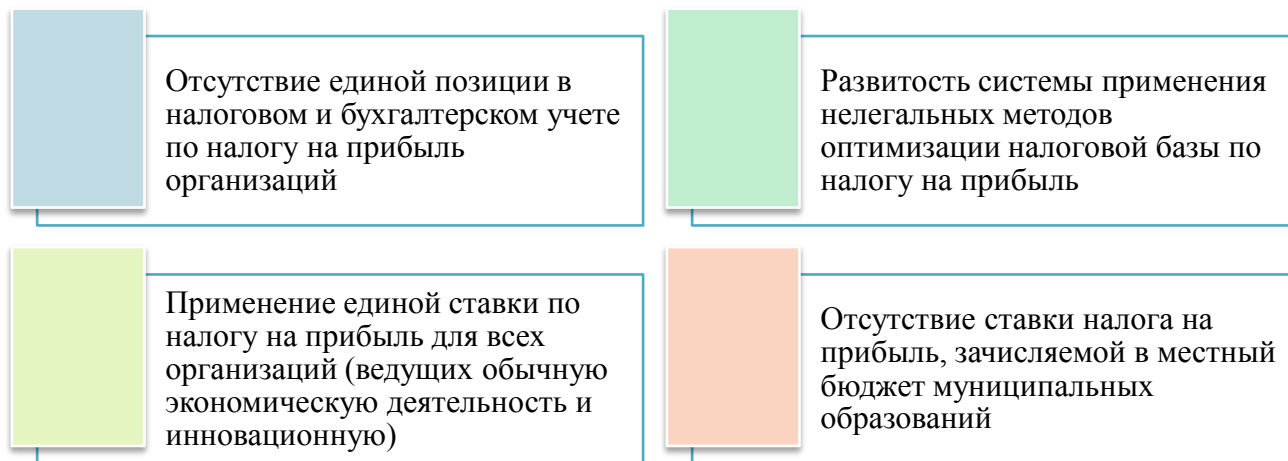 Отсутствие единой позиции в
налоговом и бухгалтерском учете
по налогу на прибыль
организаций
Развитость системы применения
нелегальных методов
оптимизации налоговой базы по
налогу на прибыль
Применение единой ставки по
налогу на прибыль для всех
организаций (ведущих обычную
экономическую деятельность и
инновационную)
Отсутствие ставки налога на
прибыль, зачисляемой в местный
бюджет муниципальных
образований